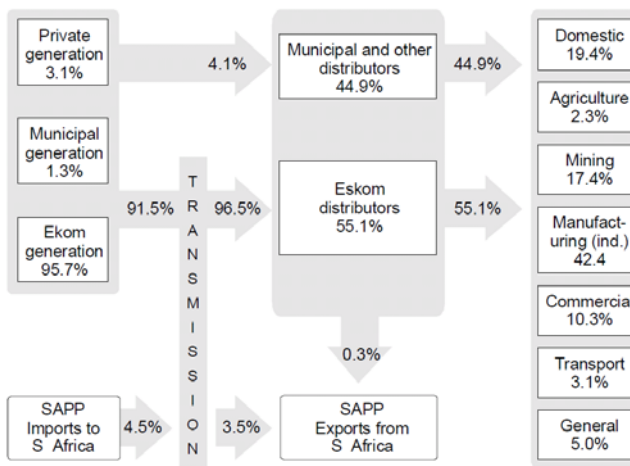 Private
generation
3.1%
Municipal
generation
1.3%
Ekom
generation
95.7%
SAPP
Imports to
S Africa
4.1%
91.5%
TRANSMISSION
96.5%
4.5%
3.5%
Municipal and other
distributors
44.9%
Eskom
distributors
55.1%
0.3%
SAPP
Exports from
S Africa
44.9%
55.1%
Domestic
19.4%
Agriculture
2.3%
Mining
17.4%
Manufact-
uring (ind.)
42.4
Commercia
10.3%
Transport
3.1%
General
5.0%